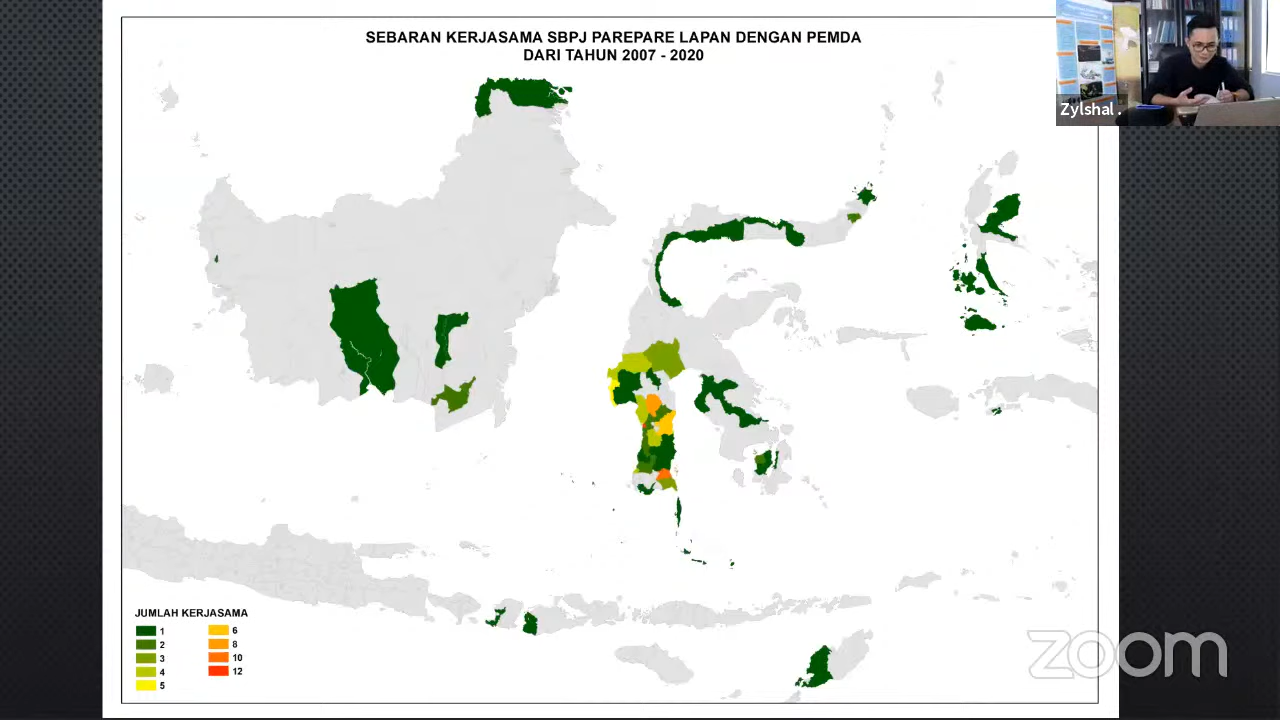 SEBARAN KERJASAMA SBPJ PAREPARE LAPAN DENGAN PEMDA
DARI TAHUN 2007 - 2020
Zylshal .
JUMLAH KERJASAMA
1
2
3
4
5
6
8
10
12
zoom